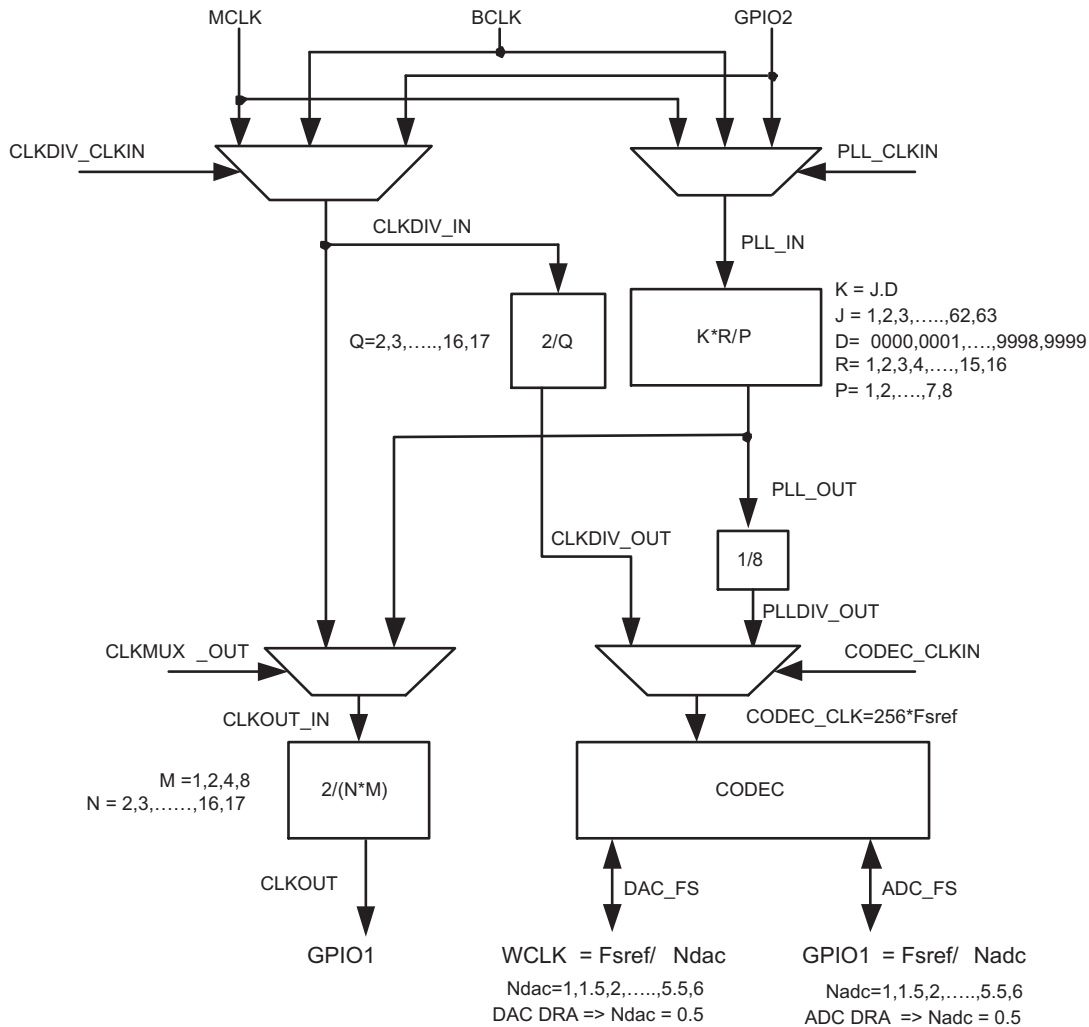 MCLK
BCLK
GPIO2
CLKDIV_CLKIN
PLL_CLKIN
CLKDIV_IN
PLL_IN
K = J.D
J = 1,2,3,…..,62,63
D= 0000,0001,….,9998,9999
R= 1,2,3,4,….,15,16
P= 1,2,….,7,8
Q=2,3,…..,16,17
2/Q
K*R/P
PLL_OUT
CLKDIV_OUT
1/8
PLLDIV_OUT
CLKMUX _OUT
CODEC_CLKIN
CLKOUT_IN
CODEC_CLK=256*Fsref
M =1,2,4,8
N = 2,3,……,16,17
2/(N*M)
CODEC
CLKOUT
DAC_FS
ADC_FS
GPIO1
WCLK = Fsref/ Ndac
GPIO1 = Fsref/ Nadc
Ndac=1,1.5,2,…..,5.5,6
DAC DRA => Ndac = 0.5
Nadc=1,1.5,2,…..,5.5,6
ADC DRA => Nadc = 0.5